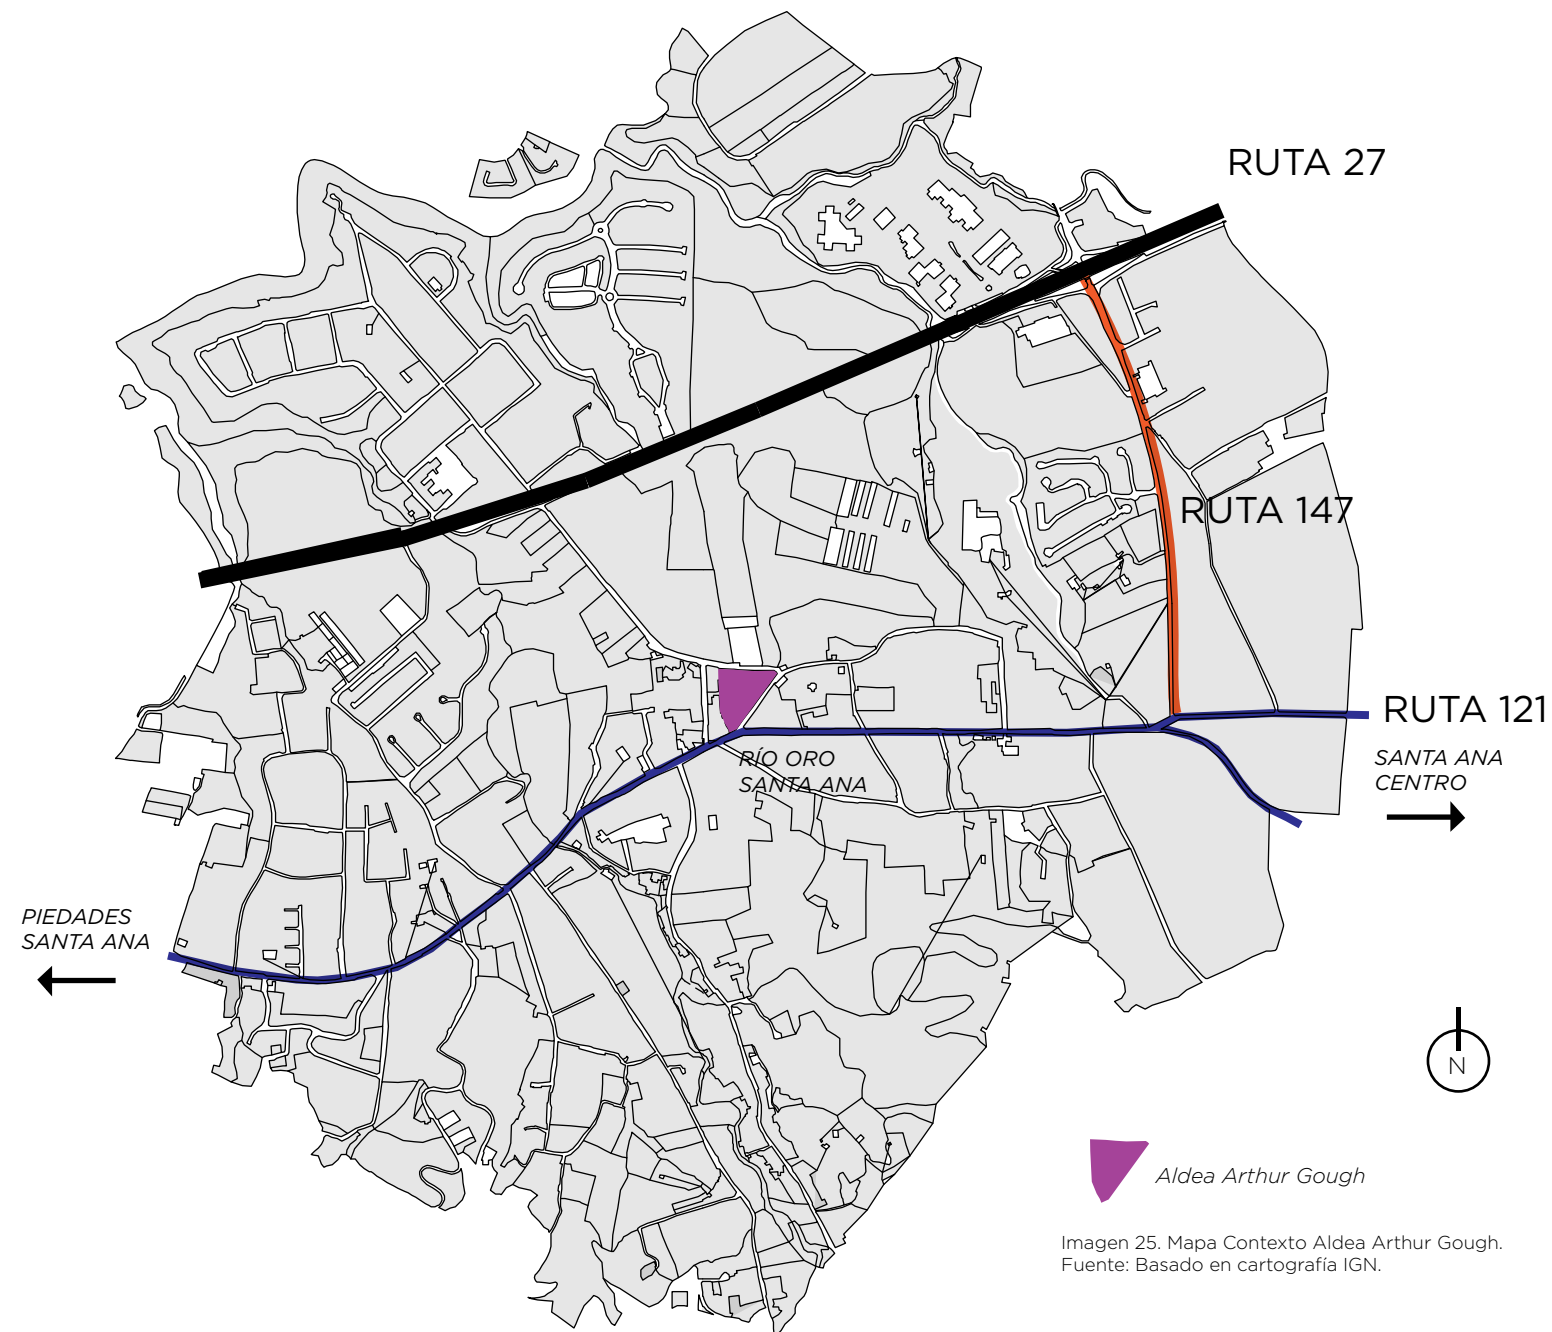 RUTA 27
RUTA 147
RUTA 121
RÍO ORO
SANTA ANA
SANTA ANA
CENTRO
PIEDADES
SANTA ANA
N
Aldea Arthur Gough
Imagen 25. Mapa Contexto Aldea Arthur Gough.
Fuente: Basado en cartografía IGN.